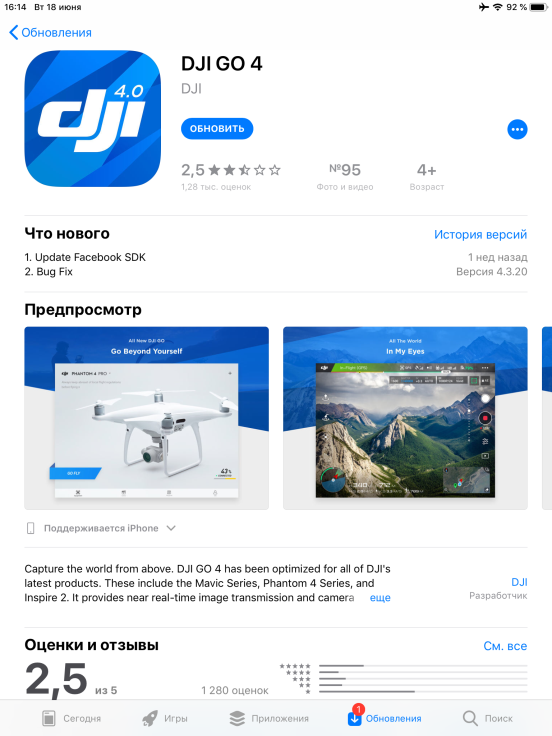 16:14 Вт 18 июня 92 %
Обновления
4.0
dji
DJI GO 4
DJI
ОБНОВИТЬ
2,5 №95 4+
1,28 тыс. оценок Фото и видео Возраст
Что нового История версий
1. Update Facebook SDK 1 нед назад
2. Bug Fix Версия 4.3.20
Предпросмотр
All New DJI GO
Go Beyond Yourself
PHANTOM 4 PRO
GO FLY
All The World
In My Eyes
Поддерживается iPhone
Capture the world from above. DJI GO 4 has been optimized for all of DJI's
latest products. These include the Mavic Series, Phantom 4 Series, and DJI
Inspire 2. It provides near real-time image transmission and camera еще Разработчик
Оценки и отзывы См. все
2,5 из 5 1 280 оценок
Сегодня Игры Приложения 1 Обновления Поиск